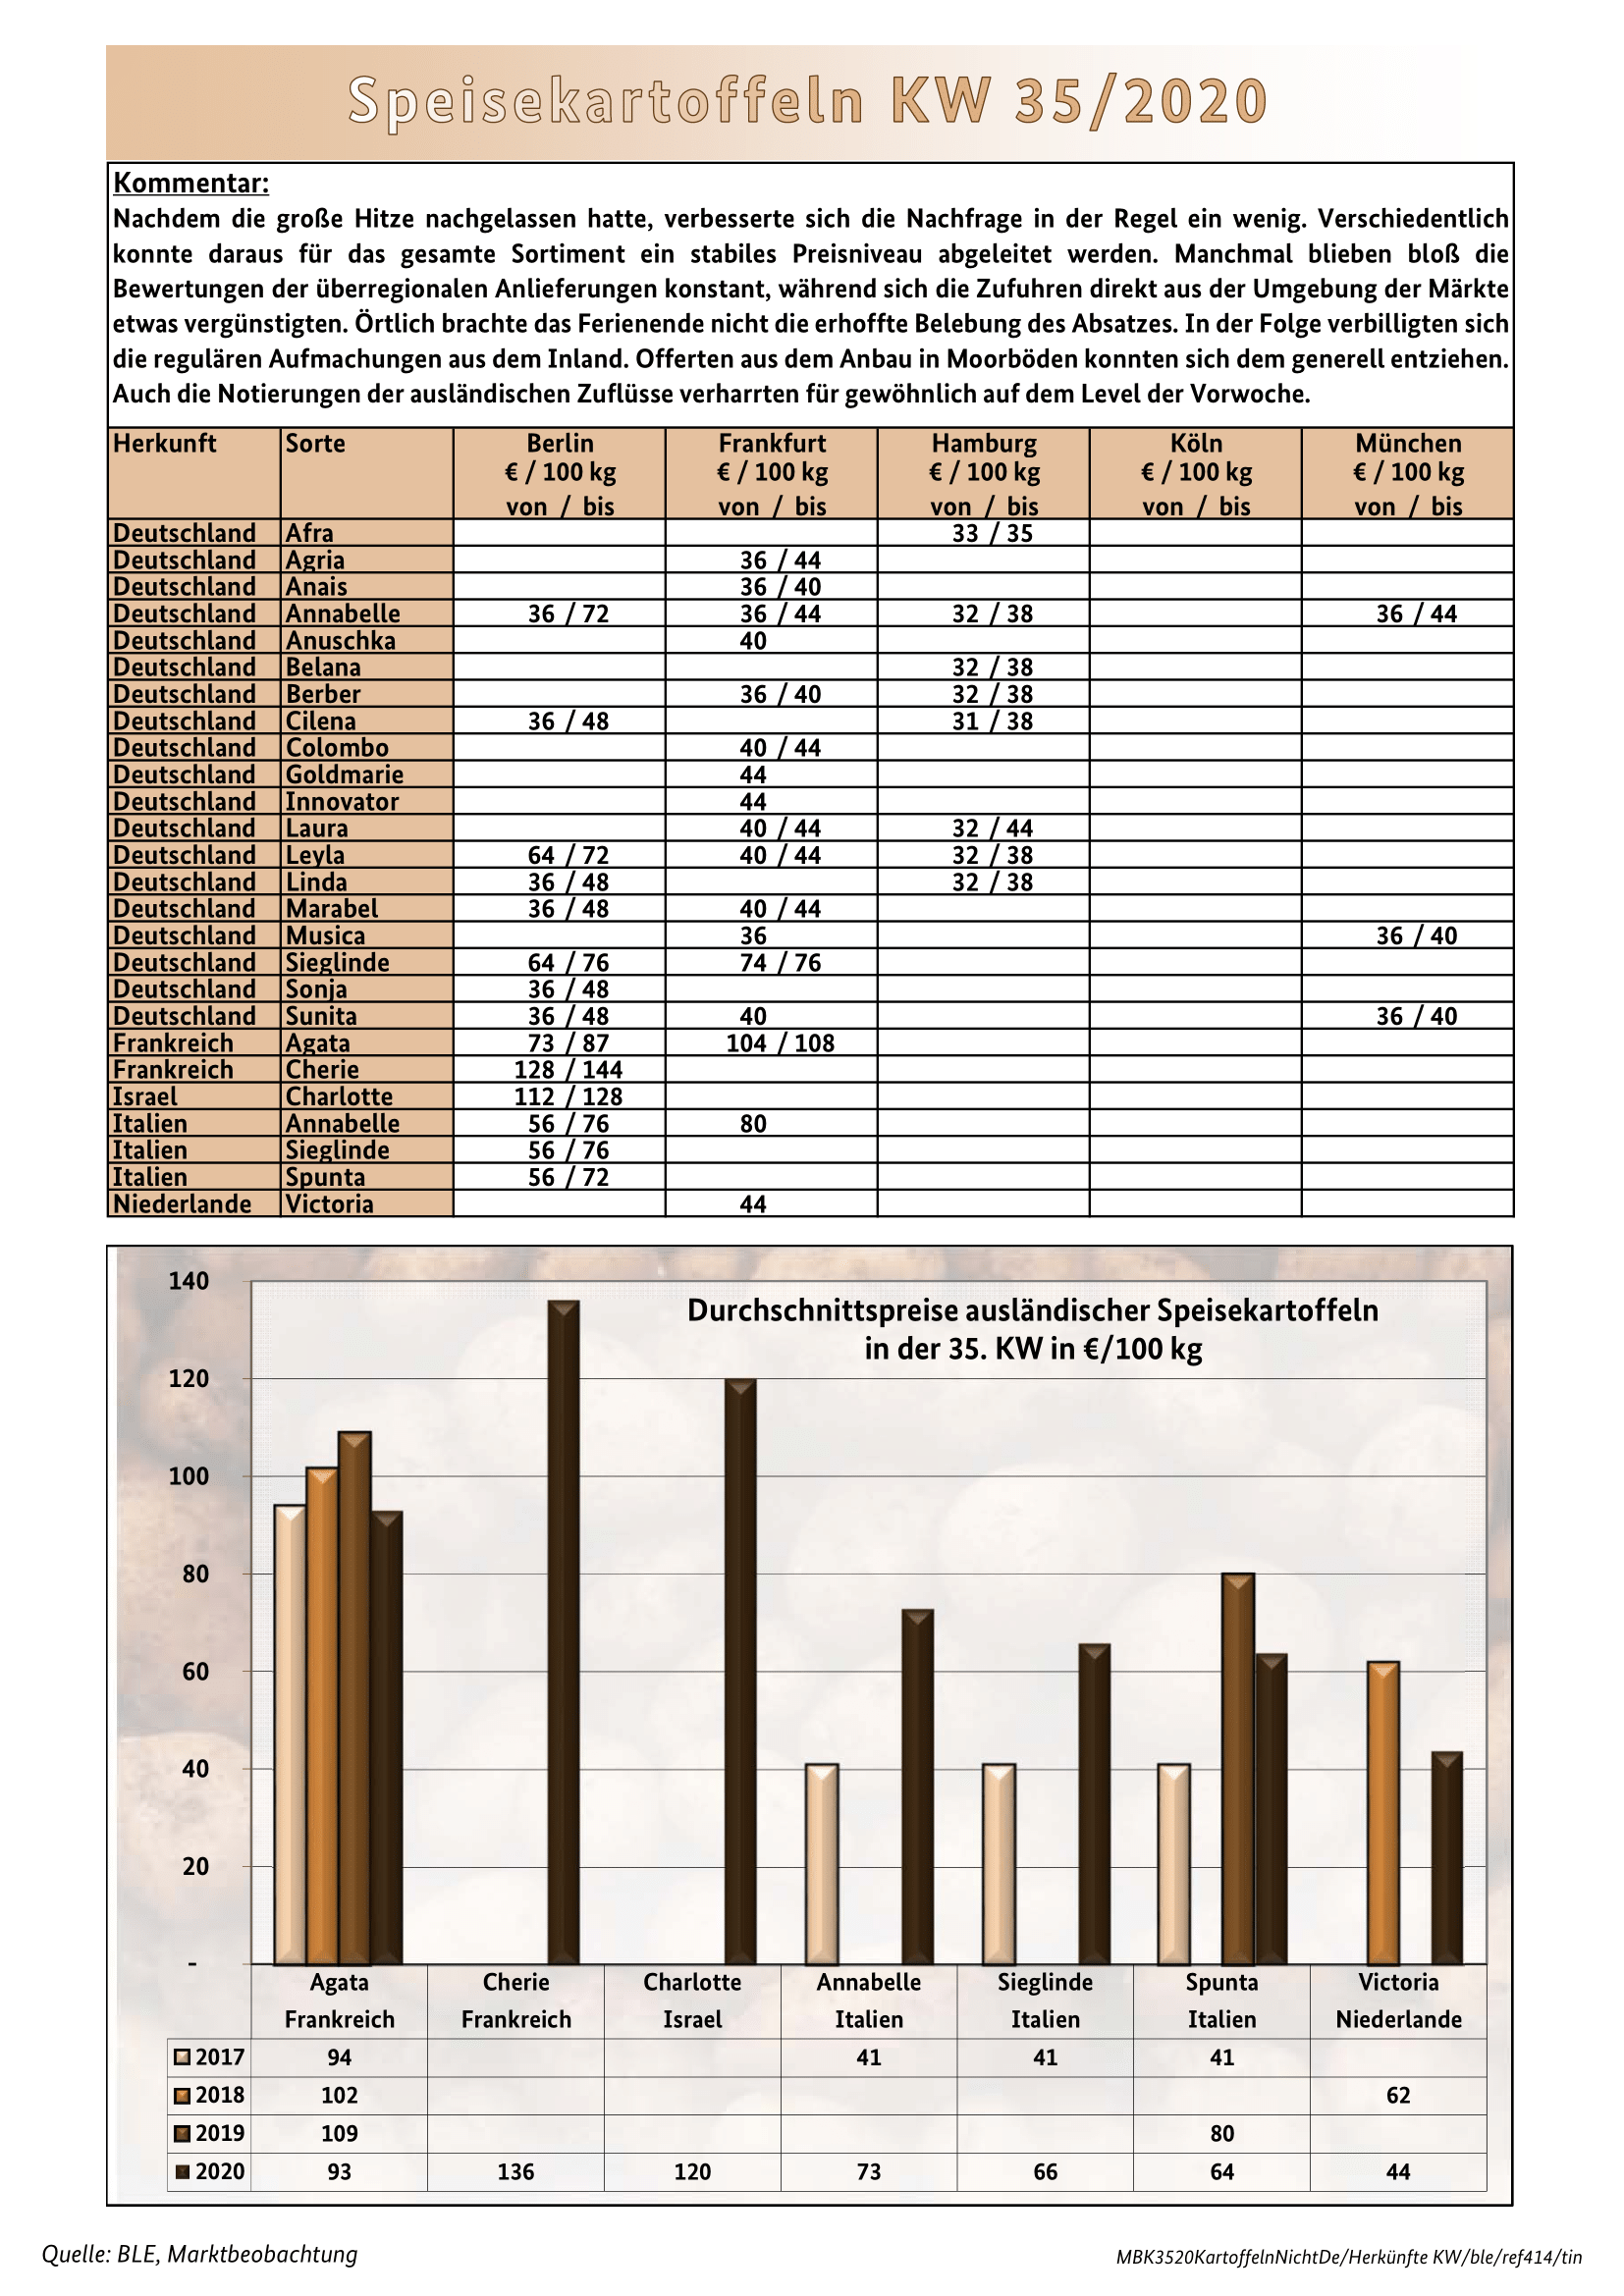 Speisekartoffeln KW 35/2020
Kommentar:
Nachdem die große Hitze nachgelassen hatte, verbesserte sich die Nachfrage in der Regel ein wenig. Verschiedentlich
konnte daraus für das gesamte Sortiment ein stabiles Preisniveau abgeleitet werden. Manchmal blieben bloß die
Bewertungen der überregionalen Anlieferungen konstant, während sich die Zufuhren direkt aus der Umgebung der Märkte
etwas vergünstigten. Örtlich brachte das Ferienende nicht die erhoffte Belebung des Absatzes. In der Folge verbilligten sich
die regulären Aufmachungen aus dem Inland. Offerten aus dem Anbau in Moorböden konnten sich dem generell entziehen.
Auch die Notierungen der ausländischen Zuflüsse verharrten für gewöhnlich auf dem Level der Vorwoche.
Herkunft Sorte Berlin Frankfurt Hamburg Köln München
€ / 100 kg € / 100 kg € / 100 kg € / 100 kg € / 100 kg
von / bis von / bis von / bis von / bis von / bis
Deutschland Afra 33 / 35
Deutschland Agria 36 / 44
Deutschland Anais 36 / 40
Deutschland Annabelle 36 / 72 36 / 44 32 / 38 36 / 44
Deutschland Anuschka 40
Deutschland Belana 32 / 38
Deutschland Berber 36 / 40 32 / 38
Deutschland Cilena 36 / 48 31 / 38
Deutschland Colombo 40 / 44
Deutschland Goldmarie 44
Deutschland Innovator 44
Deutschland Laura 40 / 44 32 / 44
Deutschland Leyla 64 / 72 40 / 44 32 / 38
Deutschland Linda 36 / 48 32 / 38
Deutschland Marabel 36 / 48 40 / 44
Deutschland Musica 36 36 / 40
Deutschland Sieglinde 64 / 76 74 / 76
Deutschland Sonja 36 / 48
Deutschland Sunita 36 / 48 40 36 / 40
Frankreich Agata 73 / 87 104 / 108
Frankreich Cherie 128 / 144
Israel Charlotte 112 / 128
Italien Annabelle 56 / 76 80
Italien Sieglinde 56 / 76
Italien Spunta 56 / 72
Niederlande Victoria 44
Durchschnittspreise ausländischer Speisekartoffeln
in der 35. KW in €/100 kg
140
120
100
80
60
40
20
-
Agata Cherie Charlotte Annabelle Sieglinde Spunta Victoria
Frankreich Frankreich Israel Italien Italien Italien Niederlande
2017 94 41 41 41
2018 102 62
2019 109 80
2020 93 136 120 73 66 64 44
Quelle: BLE, Marktbeobachtung
MBK3520KartoffelnNichtDe/Herkünfte KW/ble/ref414/tin